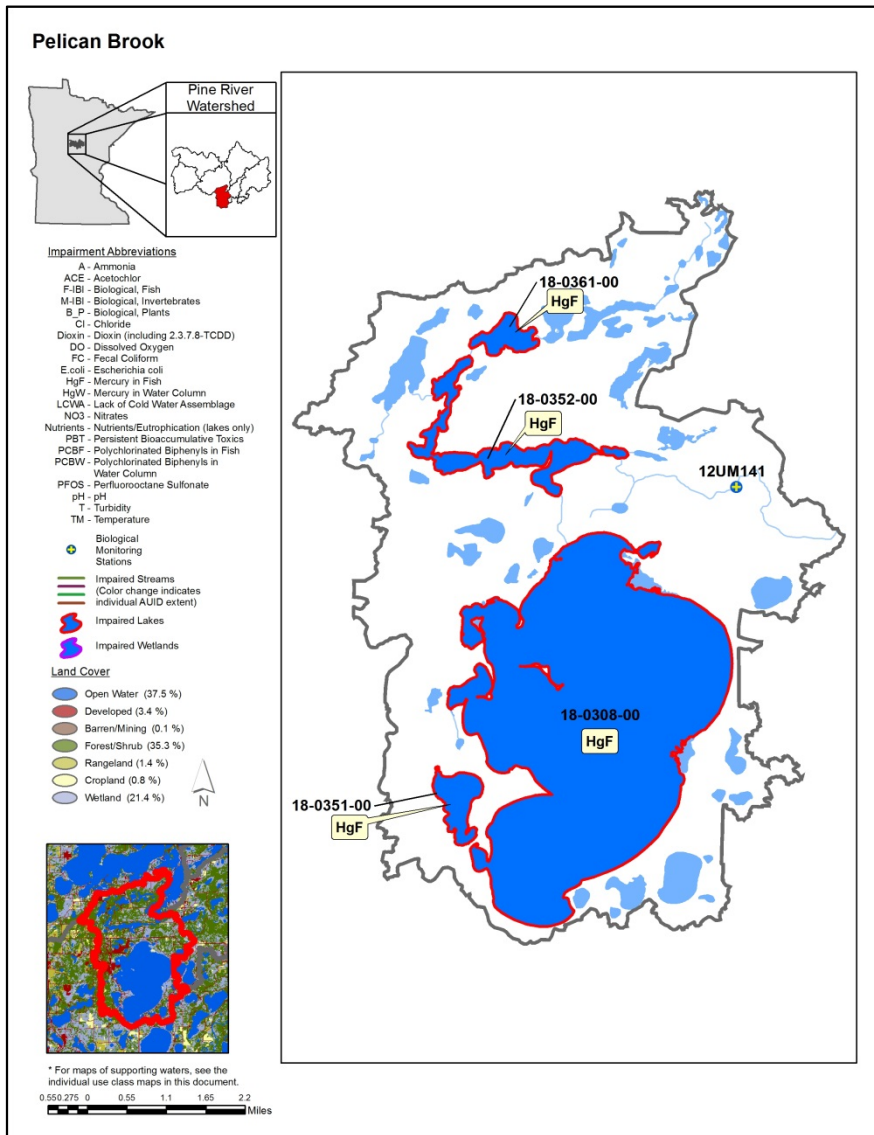 Pelican Brook
Pine River
Watershed
Impairment Abbreviations
A - Ammonia
ACE - Acetochlor
F-IBI - Biological, Fish
M-IBI - Biological, Invertebrates
B_P - Biological, Plants
Cl - Chloride
Dioxin - Dioxin (including 2.3.7.8-TCDD)
DO - Dissolved Oxygen
FC - Fecal Coliform
E.coli - Escherichia coli
HgF - Mercury in Fish
HgW - Mercury in Water Column
LCWA - Lack of Cold Water Assemblage
NO3 - Nitrates
Nutrients - Nutrients/Eutrophication (lakes only)
PBT - Persistent Bioaccumulative Toxics
PCBF - Polychlorinated Biphenyls in Fish
PCBW - Polychlorinated Biphenyls in
Water Column
PFOS - Perfluorooctane Sulfonate
pH - pH
T - Turbidity
TM - Temperature
Biological
Monitoring
Stations
Impaired Streams
(Color change indicates
individual AUID extent)
Impaired Lakes
Impaired Wetlands
Land Cover
Open Water (37.5 %)
Developed (3.4 %)
Barren/Mining (0.1 %)
Forest/Shrub (35.3 %)
Rangeland (1.4 %)
Cropland (0.8 %)
Wetland (21.4 %)
N
* For maps of supporting waters, see the
individual use class maps in this document.
0.55 0.275 0 0.55 1.1 1.65 2.2
Miles
18-0361-00
HgF
18-0352-00
HgF
12UM141
18-0308-00
HgF
18-0351-00
HgF